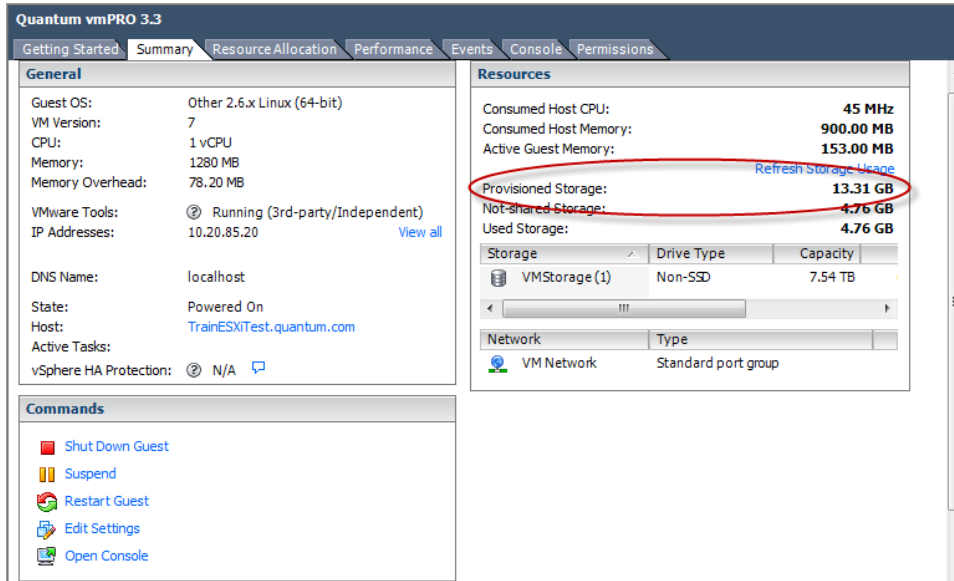 Quantum vmPRO 3.3
Getting Started Summary Resource Allocation Performance Events Console Permissions
General
Guest OS: Other 2.6.x Linux (64-bit)
VM Version: 7
CPU: 1 vCPU
Memory: 1280 MB
Memory Overhead: 78.20 MB
VMware Tools: Running (3rd-party/Independent)
IP Addresses: 10.20.85.20 View all
DNS Name: localhost
State: Powered On
Host: TrainESXiTest.quantum.com
Active Tasks:
vSphere HA Protection: N/A
Commands
Shut Down Guest
Suspend
Restart Guest
Edit Settings
Open Console
Resources
Consumed Host CPU: 45 MHz
Consumed Host Memory: 900.00 MB
Active Guest Memory: 153.00 MB
Refresh Storage Usage
Provisioned Storage: 13.31 GB
Not-shared Storage: 4.76 GB
Used Storage: 4.76 GB
Storage Drive Type Capacity
VMStorage (1) Non-SSD 7.54 TB
Network Type
VM Network Standard port group